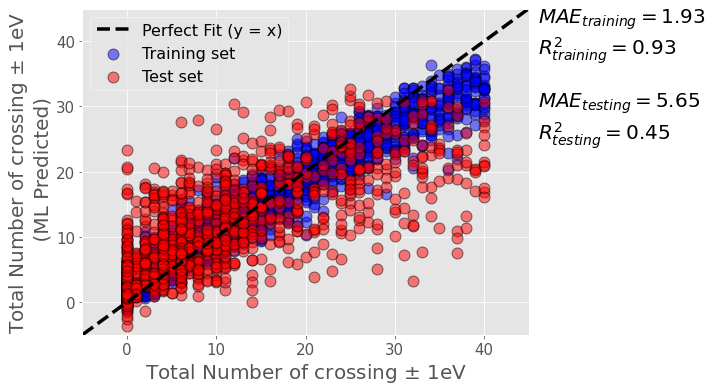 Total Number of crossing ± 1eV
(ML Predicted)
40
30
20
10
0
Perfect Fit (y = x)
Training set
Test set
0
10
20
30
40
Total Number of crossing ± 1eV
MAE_training = 1.93
R²_training = 0.93
MAE_testing = 5.65
R²_testing = 0.45